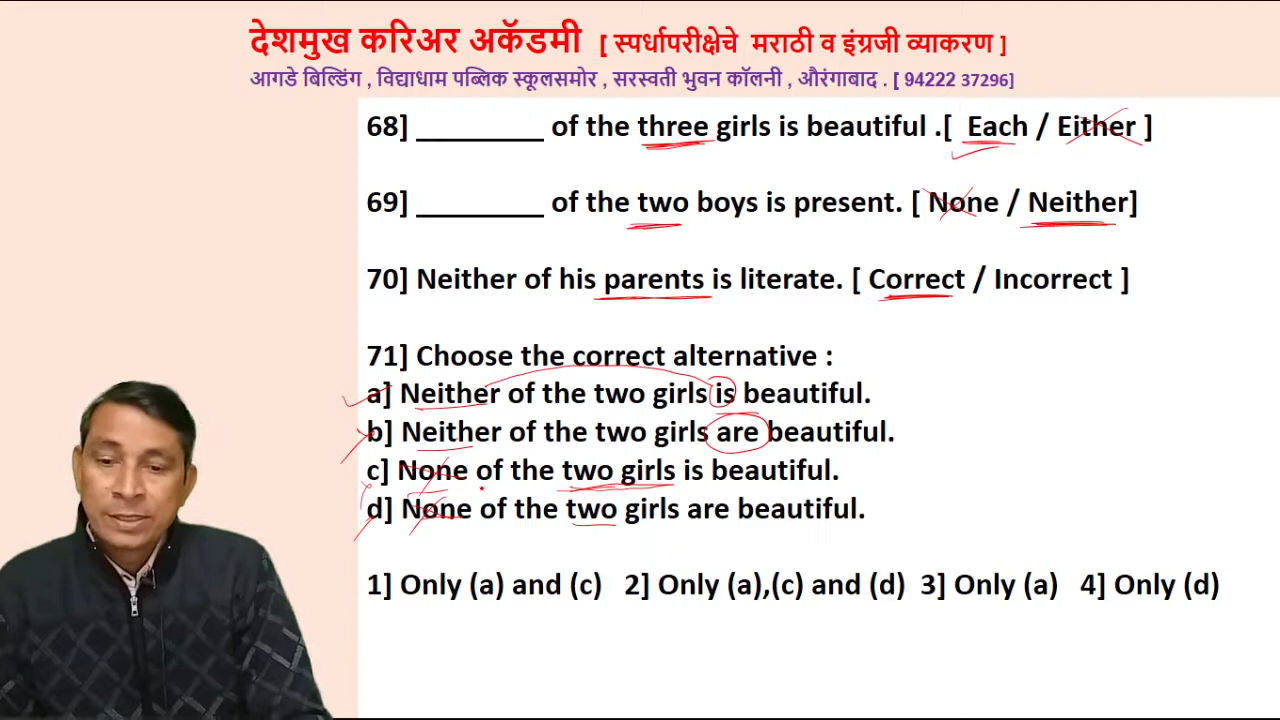 देशमुख करिअर अकॅडमी [ स्पर्धापरीक्षेचे मराठी व इंग्रजी व्याकरण ]
आगडे बिल्डिंग , विद्याधाम पब्लिक स्कूलसमोर , सरस्वती भुवन कॉलनी , औरंगाबाद . [ 94222 37296]
68] ________ of the three girls is beautiful .[ Each / Either ]
69] ________ of the two boys is present. [ None / Neither]
70] Neither of his parents is literate. [ Correct / Incorrect ]
71] Choose the correct alternative :
a] Neither of the two girls is beautiful.
b] Neither of the two girls are beautiful.
c] None of the two girls is beautiful.
d] None of the two girls are beautiful.
1] Only (a) and (c) 2] Only (a),(c) and (d) 3] Only (a) 4] Only (d)